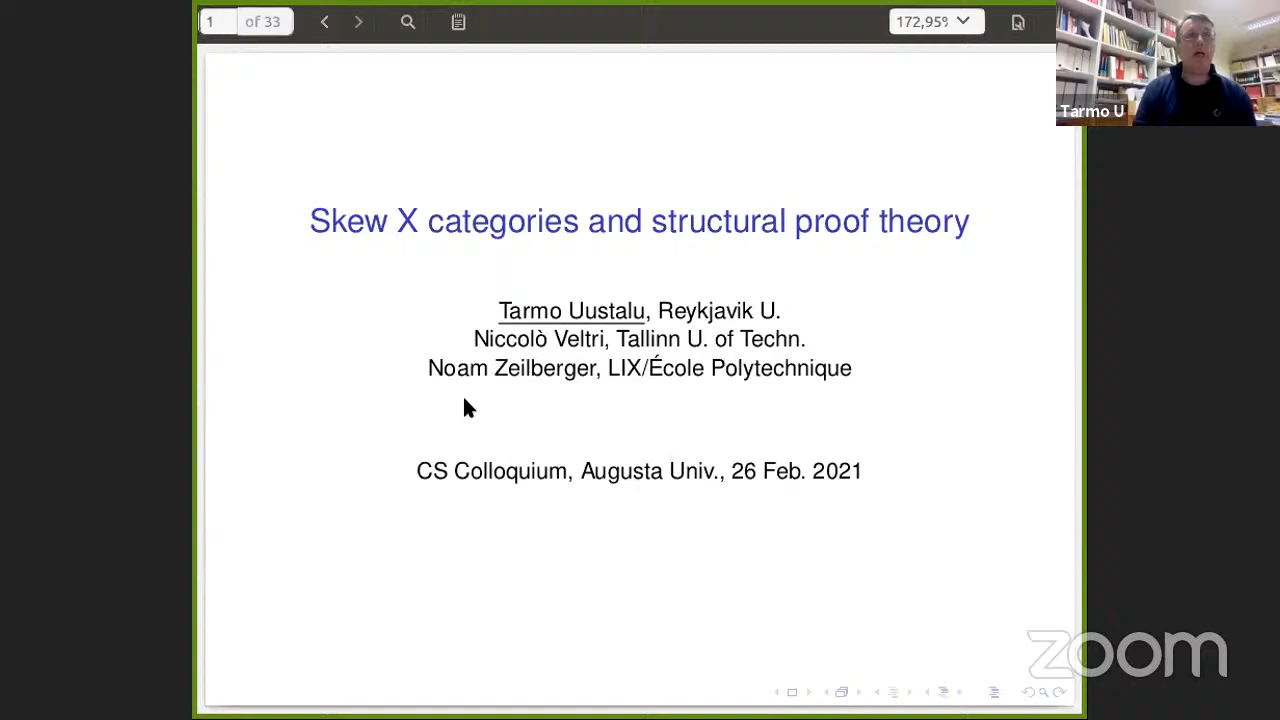 1 of 33
172,95%
Tarmo U
Skew X categories and structural proof theory
Tarmo Uustalu, Reykjavik U.
Niccolò Veltri, Tallinn U. of Techn.
Noam Zeilberger, LIX/École Polytechnique
CS Colloquium, Augusta Univ., 26 Feb. 2021
zoom